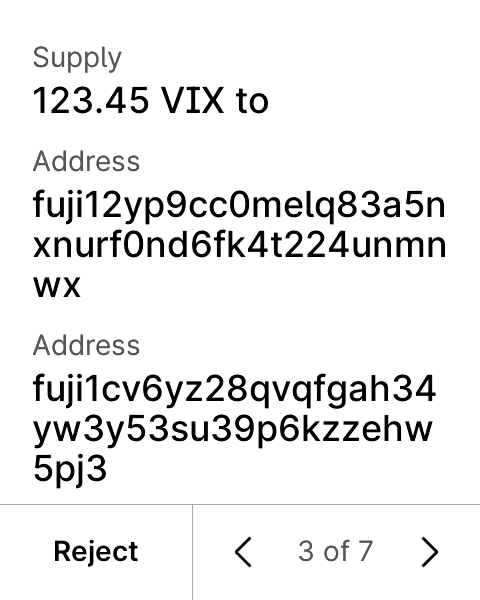 Supply
123.45 VIX to
Address
fuji12yp9cc0melq83a5n
xnurf0nd6fk4t224unmn
wx
Address
fuji1cv6yz28qvqfgah34
yw3y53su39p6kzzehw
5pj3
Reject
3 of 7